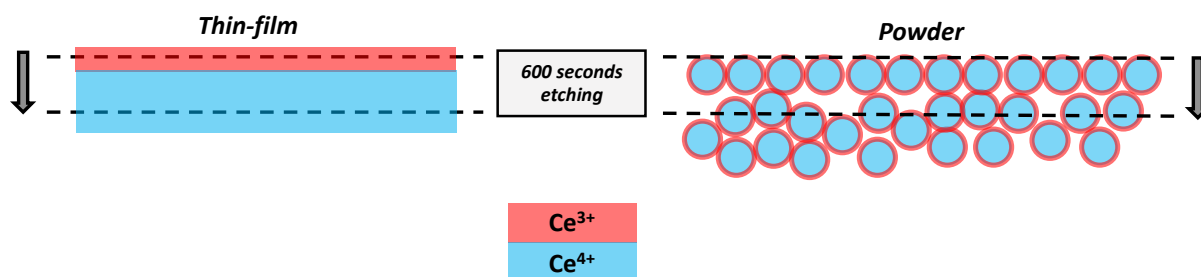 Thin-film
Powder
600 seconds
etching
Ce³⁺
Ce⁴⁺